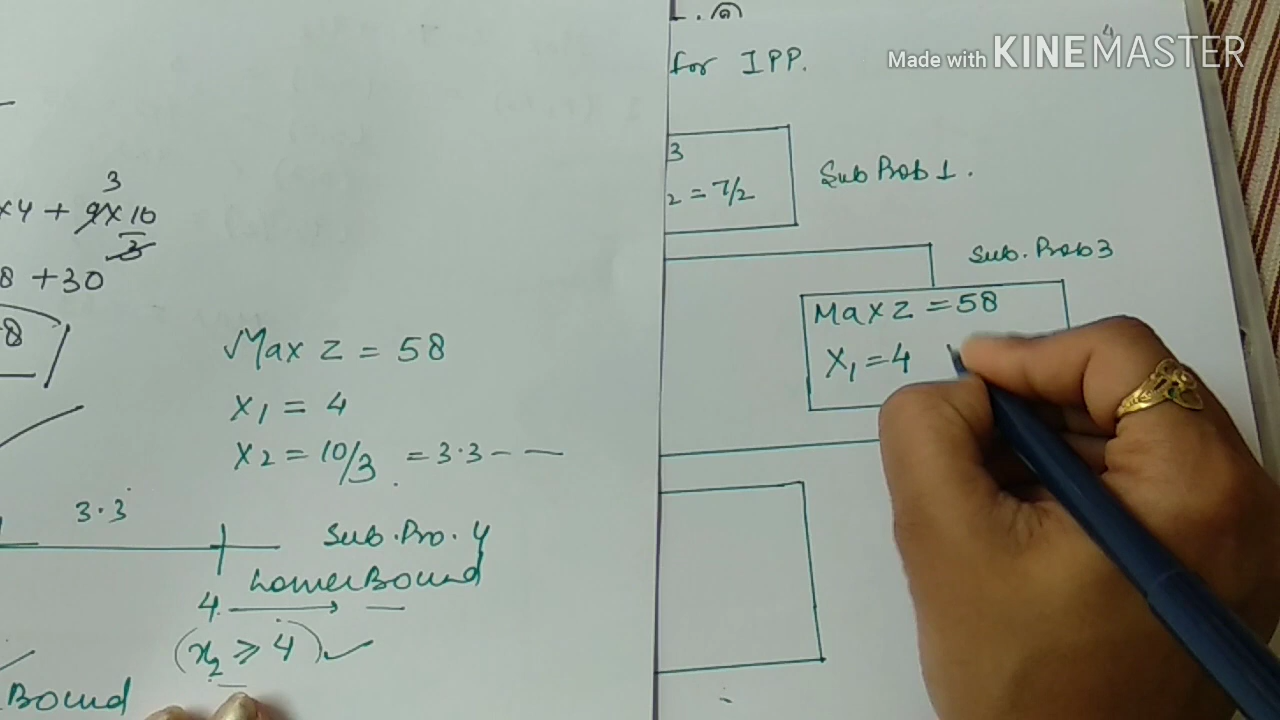 3
x4 + 9x 10
3
8 + 30
8
Max Z = 58
X1 = 4
X2 = 10/3 = 3.3 - -
3.3
Sub.Pro.4
Lower Bound
4
(x2 ≥ 4)
Bound
for IPP.
4
Made with KINEMASTER
3
2 = 7/2
Sub Prob 1.
Sub.Prob 3
Max Z = 58
X1 = 4